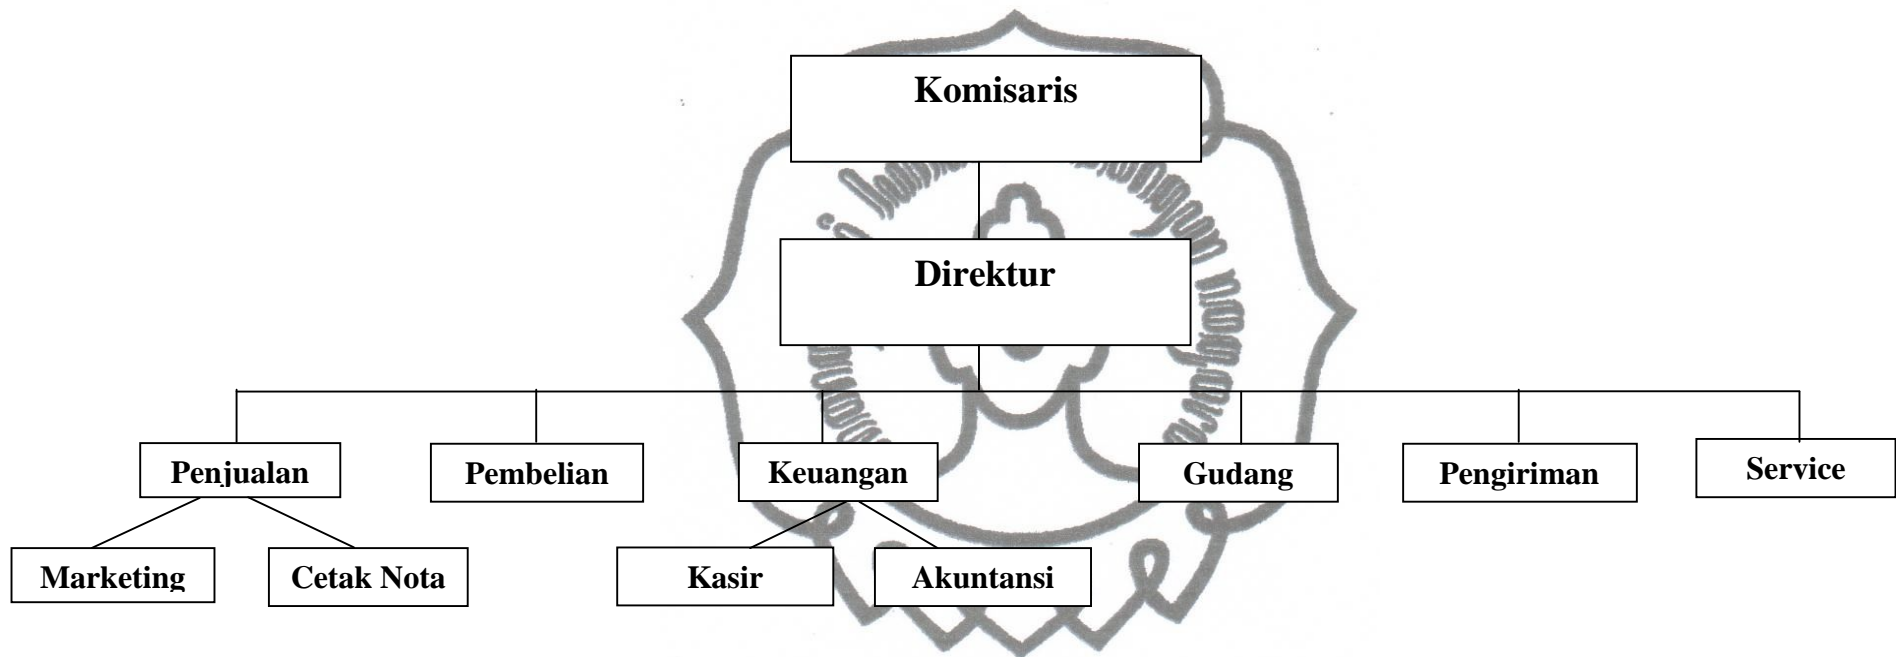 Komisaris
Direktur
Penjualan
Pembelian
Keuangan
Gudang
Pengiriman
Service
Marketing
Cetak Nota
Kasir
Akuntansi